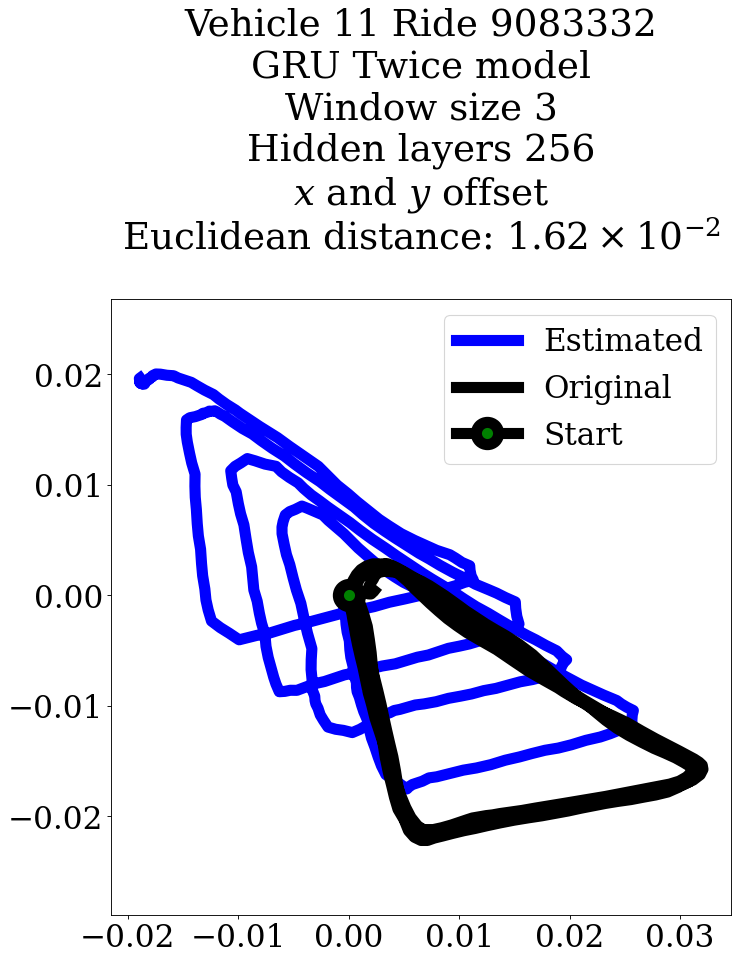 Vehicle 11 Ride 9083332
GRU Twice model
Window size 3
Hidden layers 256
x and y offset
Euclidean distance: 1.62 × 10⁻²
Estimated
Original
Start
0.02
0.01
0.00
−0.01
−0.02
−0.02 −0.01 0.00 0.01 0.02 0.03